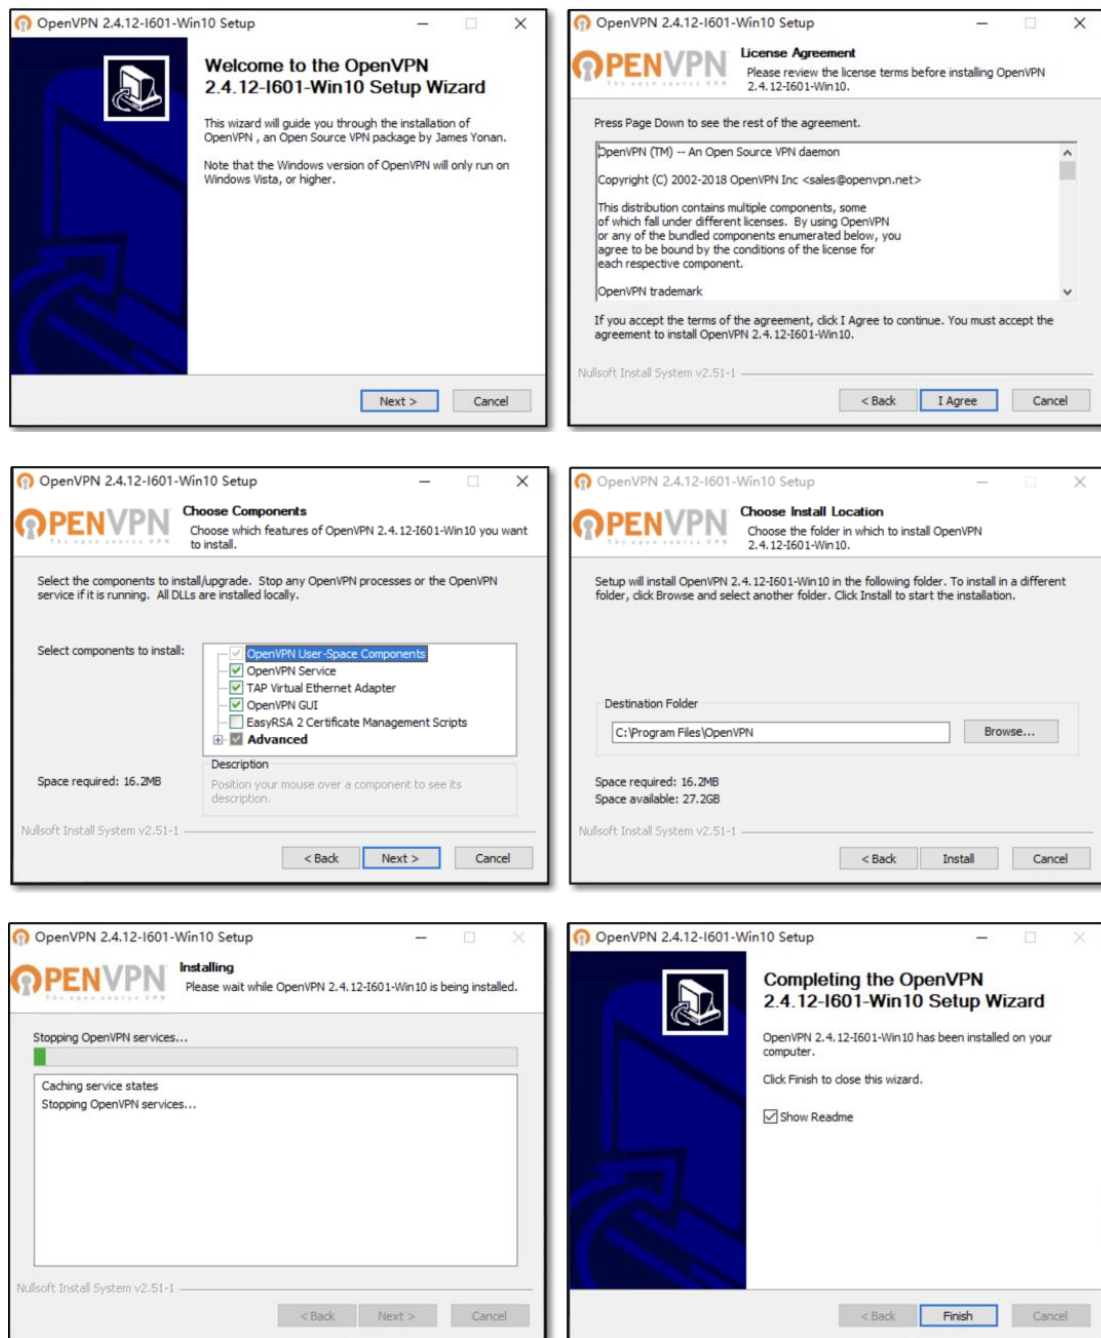 OpenVPN 2.4.12-I601-Win10 Setup
Welcome to the OpenVPN
2.4.12-I601-Win10 Setup Wizard
This wizard will guide you through the installation of
OpenVPN , an Open Source VPN package by James Yonan.
Note that the Windows version of OpenVPN will only run on
Windows Vista, or higher.
Next >
Cancel
OpenVPN 2.4.12-I601-Win10 Setup
OPENVPN
The open source VPN
License Agreement
Please review the license terms before installing OpenVPN
2.4.12-I601-Win10.
Press Page Down to see the rest of the agreement.
OpenVPN (TM) -- An Open Source VPN daemon
Copyright (C) 2002-2018 OpenVPN Inc <sales@openvpn.net>
This distribution contains multiple components, some
of which fall under different licenses. By using OpenVPN
or any of the bundled components enumerated below, you
agree to be bound by the conditions of the license for
each respective component.
OpenVPN trademark
If you accept the terms of the agreement, click I Agree to continue. You must accept the
agreement to install OpenVPN 2.4.12-I601-Win10.
Nullsoft Install System v2.51-1
< Back
I Agree
Cancel
OpenVPN 2.4.12-I601-Win10 Setup
OPENVPN
The open source VPN
Choose Components
Choose which features of OpenVPN 2.4.12-I601-Win10 you want
to install.
Select the components to install/upgrade. Stop any OpenVPN processes or the OpenVPN
service if it is running. All DLLs are installed locally.
Select components to install:
OpenVPN User-Space Components
OpenVPN Service
TAP Virtual Ethernet Adapter
OpenVPN GUI
EasyRSA 2 Certificate Management Scripts
Advanced
Space required: 16.2MB
Description
Position your mouse over a component to see its
description.
Nullsoft Install System v2.51-1
< Back
Next >
Cancel
OpenVPN 2.4.12-I601-Win10 Setup
OPENVPN
The open source VPN
Choose Install Location
Choose the folder in which to install OpenVPN
2.4.12-I601-Win10.
Setup will install OpenVPN 2.4.12-I601-Win10 in the following folder. To install in a different
folder, click Browse and select another folder. Click Install to start the installation.
Destination Folder
C:\Program Files\OpenVPN
Browse...
Space required: 16.2MB
Space available: 27.2GB
Nullsoft Install System v2.51-1
< Back
Install
Cancel
OpenVPN 2.4.12-I601-Win10 Setup
OPENVPN
The open source VPN
Installing
Please wait while OpenVPN 2.4.12-I601-Win10 is being installed.
Stopping OpenVPN services...
Caching service states
Stopping OpenVPN services...
Nullsoft Install System v2.51-1
< Back
Next >
Cancel
OpenVPN 2.4.12-I601-Win10 Setup
Completing the OpenVPN
2.4.12-I601-Win10 Setup Wizard
OpenVPN 2.4.12-I601-Win10 has been installed on your
computer.
Click Finish to close this wizard.
Show Readme
< Back
Finish
Cancel